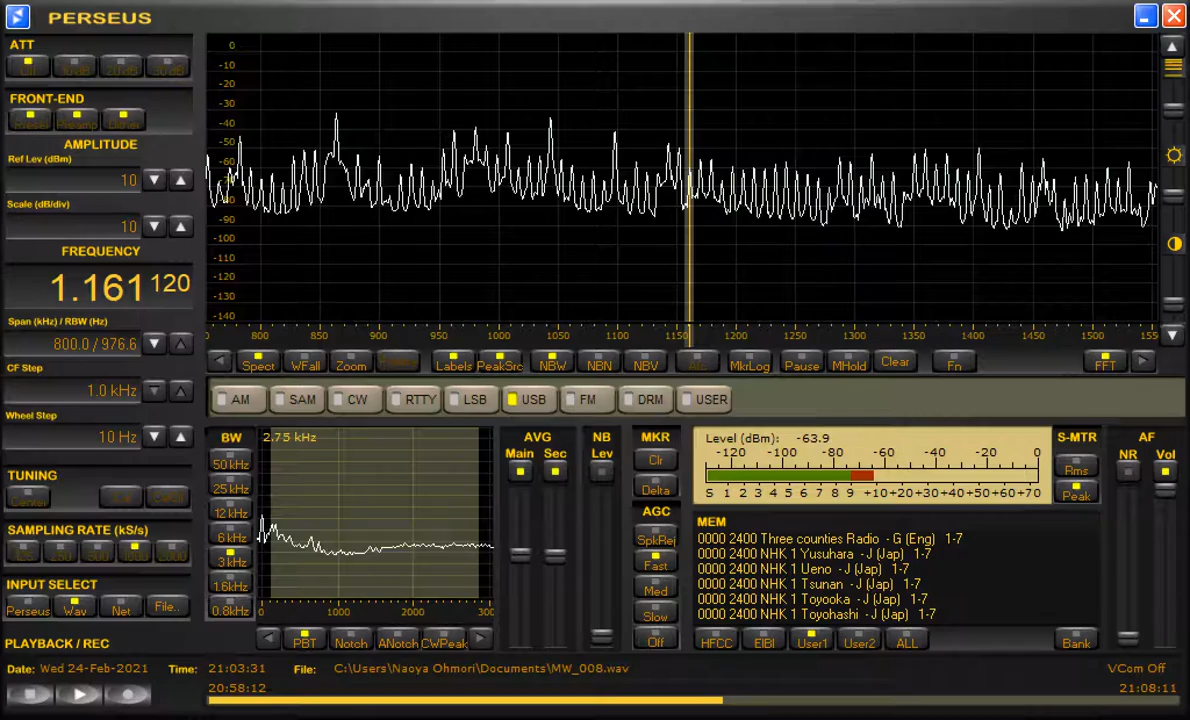 PERSEUS
ATT
FRONT-END
AMPLITUDE
Ref Lev (dBm)
10
Scale (dB/div)
10
FREQUENCY
1.161 120
Span (kHz) / RBW (Hz)
800.0 / 976.6
CF Step
1.0 kHz
Wheel Step
10 Hz
TUNING
Center
SAMPLING RATE (kS/s)
INPUT SELECT
Perseus Wav Net File..
0
-10
-20
-30
-40
-50
-60
-70
-80
-90
-100
-110
-120
-130
-140
800 850 900 950 1000 1050 1100 1200 1250 1300 1350 1400 1450 1500
Spect WFall Zoom Labels PeakSrc NBW NBN NBV MkrLog Pause MHold Clear Fn FFT
AM SAM CW RTTY LSB USB FM DRM USER
BW
50 kHz
25 kHz
12 kHz
6 kHz
3 kHz
1.6kHz
0.8kHz
2.75 kHz
0 1000 2000 300
PBT Notch ANotch CWPeak
AVG
Main Sec
NB
Lev
MKR
Clr
Delta
AGC
SpkRej
Fast
Med
Slow
Off
Level (dBm): -63.9
-120 -100 -80 -60 -40 -20 0
S 1 2 3 4 5 6 7 8 9 +10+20+30+40+50+60+70
S-MTR
Rms
Peak
AF
NR Vol
MEM
0000 2400 Three counties Radio - G (Eng) 1-7
0000 2400 NHK 1 Yusuhara - J (Jap) 1-7
0000 2400 NHK 1 Ueno - J (Jap) 1-7
0000 2400 NHK 1 Tsunan - J (Jap) 1-7
0000 2400 NHK 1 Toyooka - J (Jap) 1-7
0000 2400 NHK 1 Toyohashi - J (Jap) 1-7
HFCC EIBI User1 User2 ALL Bank
PLAYBACK / REC
Date: Wed 24-Feb-2021 Time: 21:03:31 File: C:\Users\Naoya Ohmori\Documents\MW_008.wav VCom Off
20:58:12 21:08:11